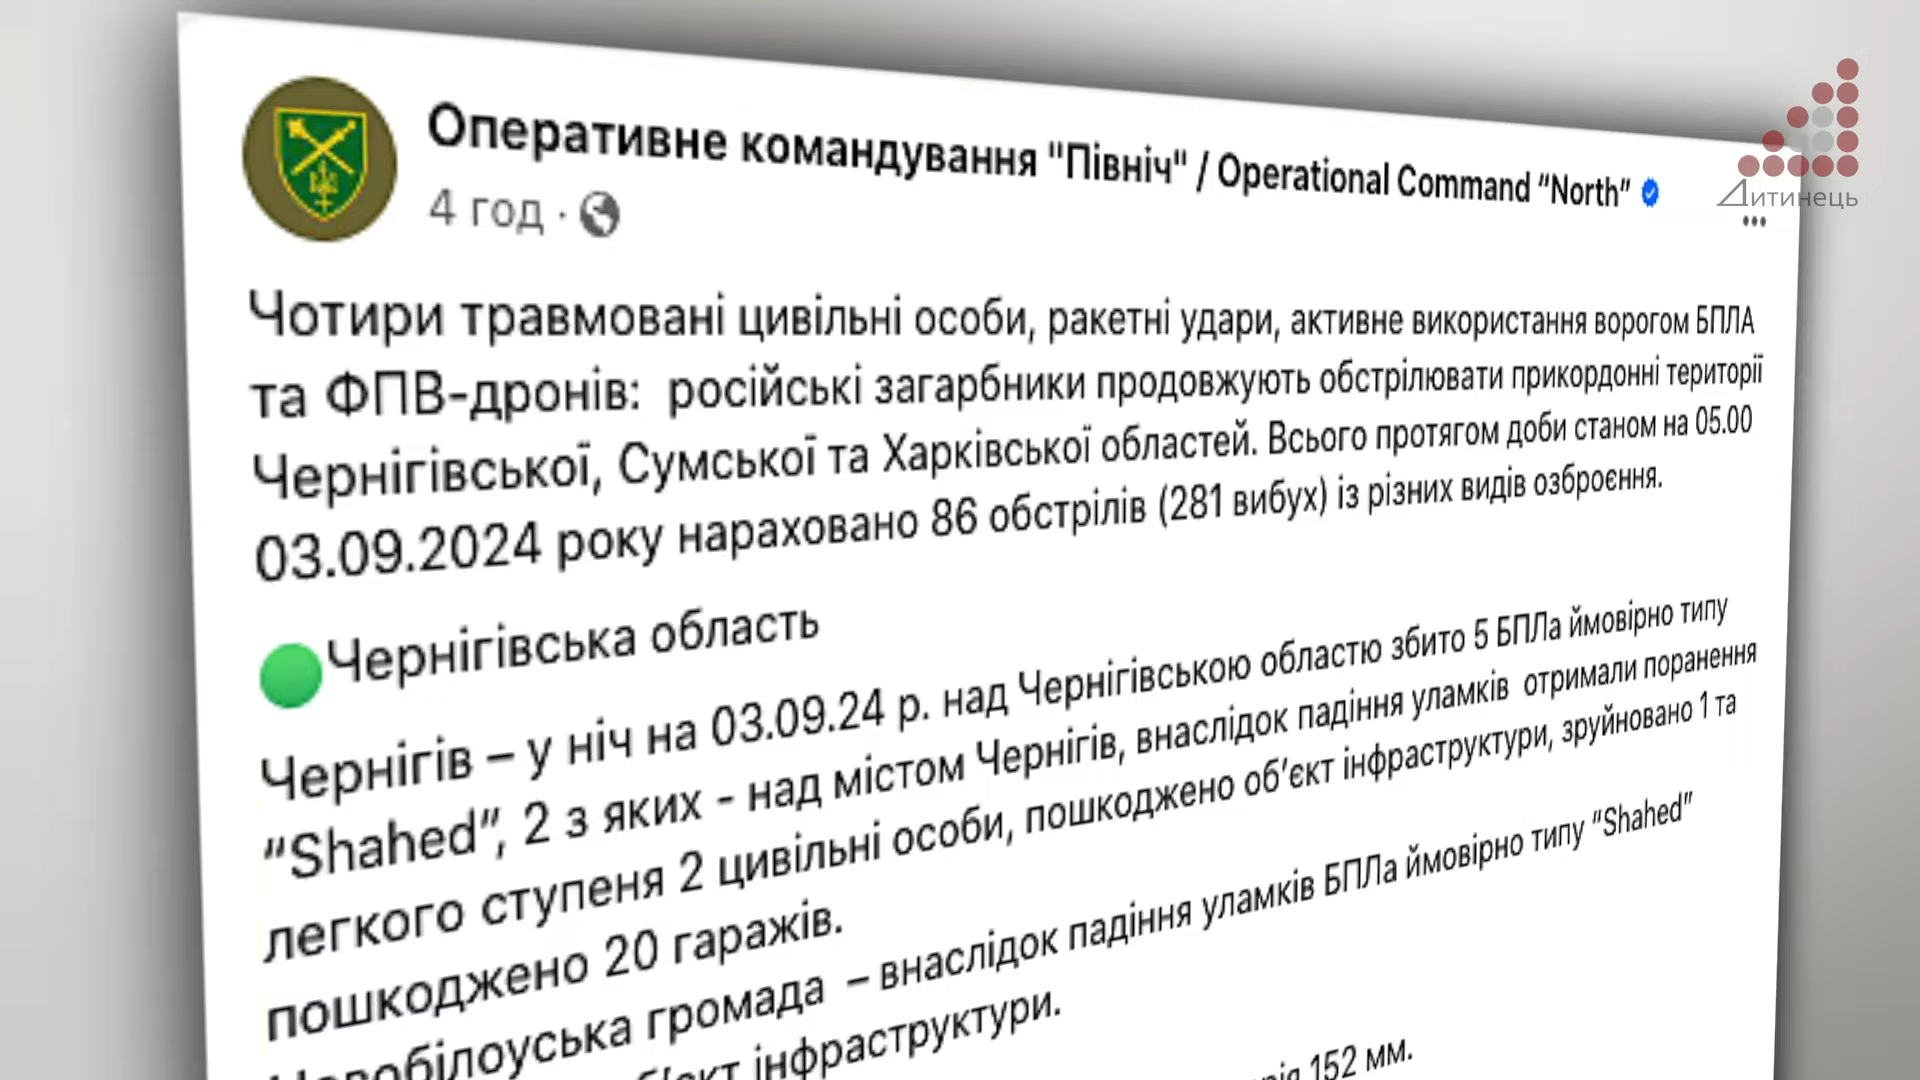 Оперативне командування "Північ" / Operational Command “North”
Дитинець
4 год ·
Чотири травмовані цивільні особи, ракетні удари, активне використання ворогом БПЛА
та ФПВ-дронів: російські загарбники продовжують обстрілювати прикордонні території
Чернігівської, Сумської та Харківської областей. Всього протягом доби станом на 05.00
03.09.2024 року нараховано 86 обстрілів (281 вибух) із різних видів озброєння.
Чернігівська область
Чернігів – у ніч на 03.09.24 р. над Чернігівською областю збито 5 БПЛа ймовірно типу
“Shahed”, 2 з яких - над містом Чернігів, внаслідок падіння уламків отримали поранення
легкого ступеня 2 цивільні особи, пошкоджено об’єкт інфраструктури, зруйновано 1 та
пошкоджено 20 гаражів.
Новобілоуська громада – внаслідок падіння уламків БПЛа ймовірно типу “Shahed”
інфраструктури.
152 мм.